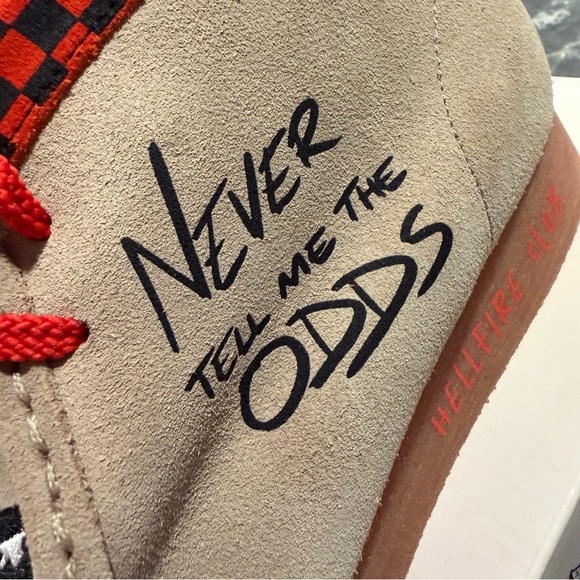 NEVER
TELL ME THE
ODDS
HELLFIRE CLUB